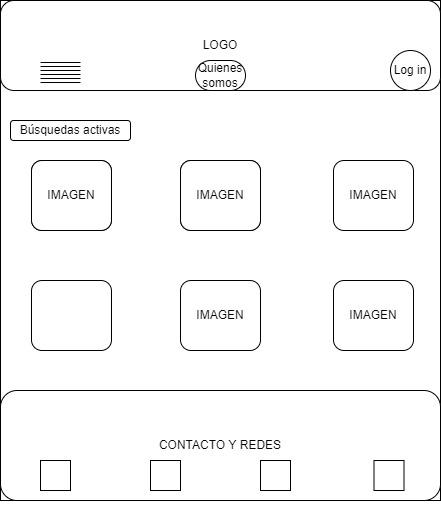 LOGO
Quienes
somos
Log in
Búsquedas activas
IMAGEN
IMAGEN
IMAGEN
IMAGEN
IMAGEN
CONTACTO Y REDES